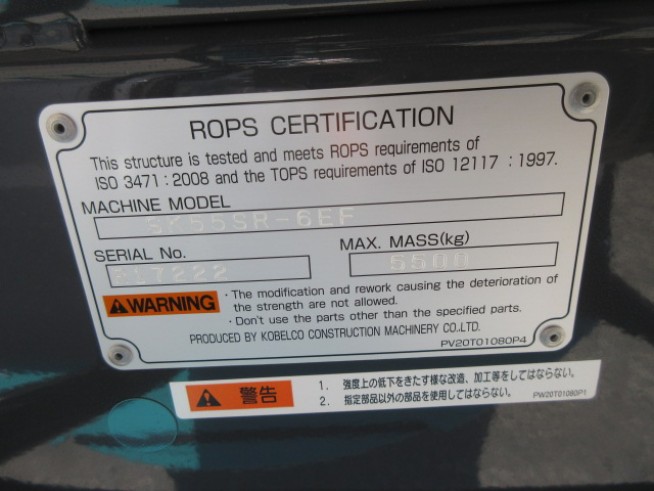 ROPS CERTIFICATION
This structure is tested and meets ROPS requirements of
ISO 3471 : 2008 and the TOPS requirements of ISO 12117 : 1997.
MACHINE MODEL
SK55SR-6EF
SERIAL No.
MAX. MASS(kg)
5500
WARNING
・The modification and rework causing the deterioration of
the strength are not allowed.
・Don't use the parts other than the specified parts.
PRODUCED BY KOBELCO CONSTRUCTION MACHINERY CO.,LTD.
PV20T01080P4
警告
1. 強度上の低下をきたす様な改造、加工等をしてはならない。
2. 指定部品以外の部品を使用してはならない。
PW20T01080P1